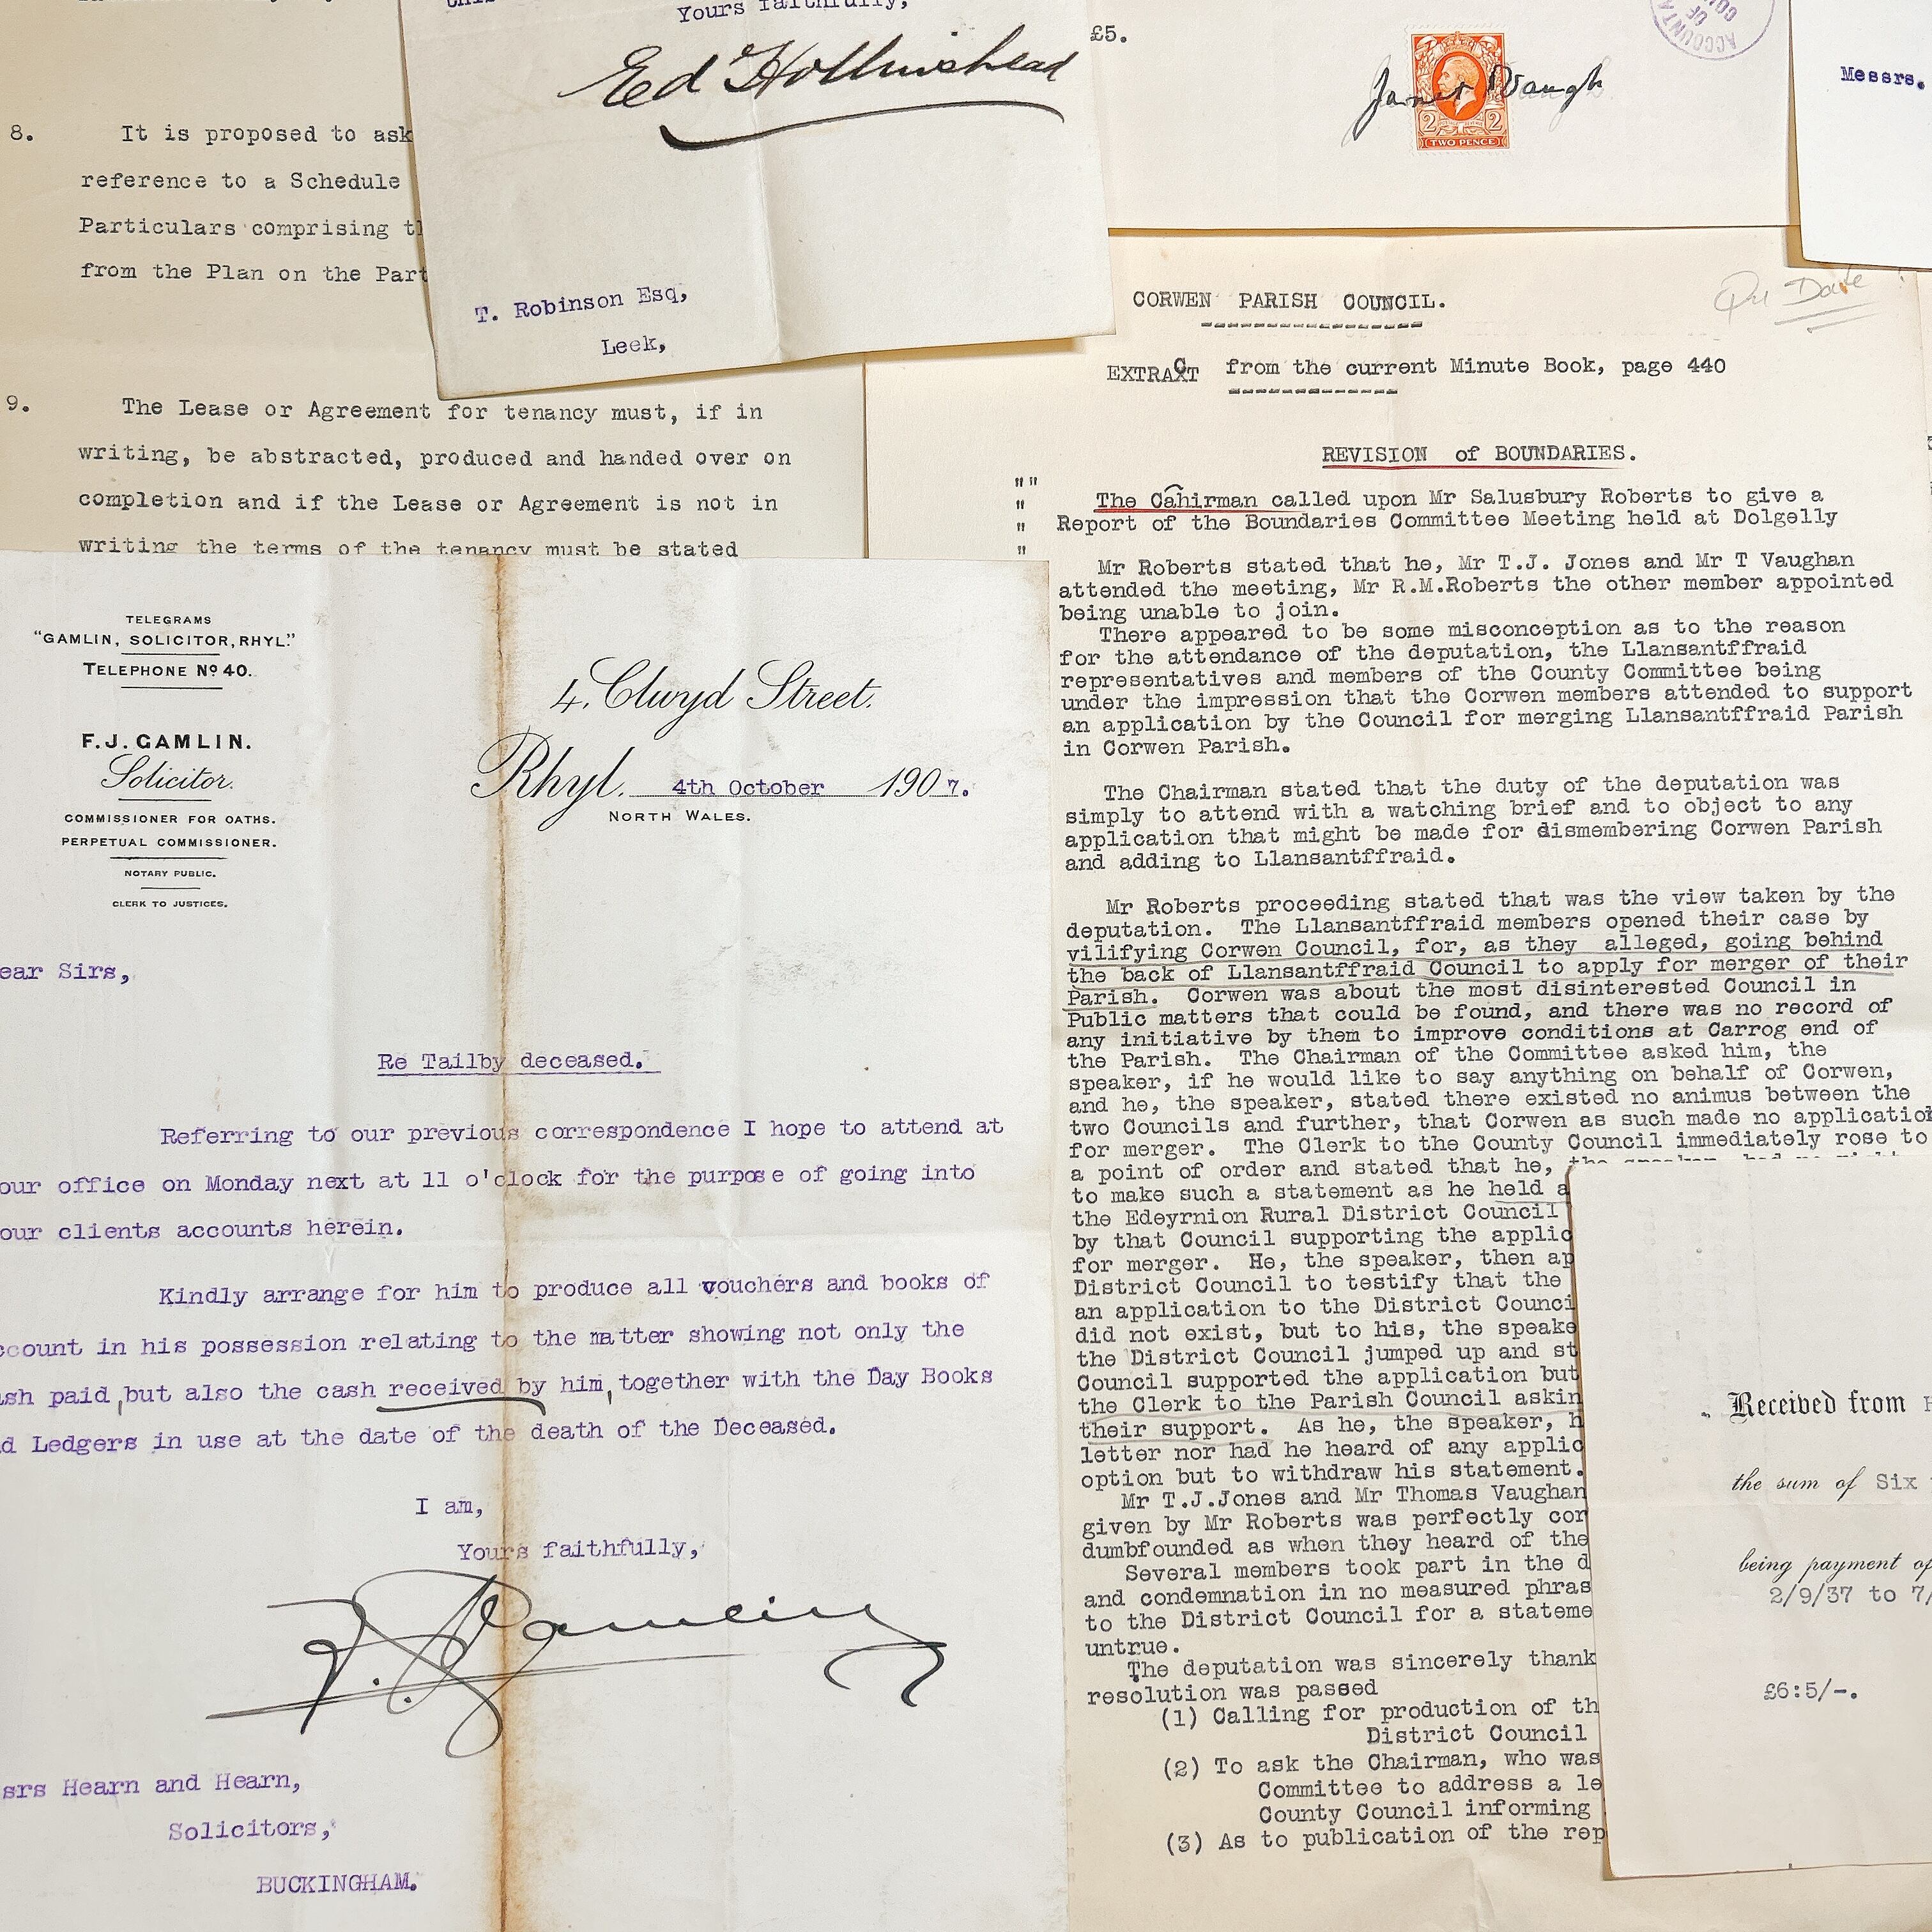 Yours faithfully,
Ed Hollinshead
T. Robinson Esq,
Leek,
£5.
James Waugh
2 2
TWO PENCE
ACCOUNTA
OF
Messrs.
8. It is proposed to ask
reference to a Schedule
Particulars comprising
from the Plan on the Part
9. The Lease or Agreement for tenancy must, if in
writing, be abstracted, produced and handed over on
completion and if the Lease or Agreement is not in
writing the terms of the tenancy must be stated
TELEGRAMS
"GAMLIN, SOLICITOR, RHYL."
TELEPHONE No 40.
F. J. GAMLIN.
Solicitor.
COMMISSIONER FOR OATHS.
PERPETUAL COMMISSIONER.
NOTARY PUBLIC.
CLERK TO JUSTICES.
4, Clwyd Street.
Rhyl. 4th October 1907.
NORTH WALES.
ear Sirs,
Re Tailby deceased.
Referring to our previous correspondence I hope to attend at
our office on Monday next at 11 o'clock for the purpose of going into
our clients accounts herein.
Kindly arrange for him to produce all vouchers and books of
ccount in his possession relating to the matter showing not only the
sh paid, but also the cash received by him, together with the Day Books
d Ledgers in use at the date of the death of the Deceased.
I am,
Yours faithfully,
F. J. Gamlin
srs Hearn and Hearn,
Solicitors,
BUCKINGHAM.
CORWEN PARISH COUNCIL.
Qu Date
EXTRACT from the current Minute Book, page 440
REVISION of BOUNDARIES.
The Cahirman called upon Mr Salusbury Roberts to give a
Report of the Boundaries Committee Meeting held at Dolgelly
Mr Roberts stated that he, Mr T.J. Jones and Mr T Vaughan
attended the meeting, Mr R.M.Roberts the other member appointed
being unable to join.
There appeared to be some misconception as to the reason
for the attendance of the deputation, the Llansantffraid
representatives and members of the County Committee being
under the impression that the Corwen members attended to support
an application by the Council for merging Llansantffraid Parish
in Corwen Parish.
The Chairman stated that the duty of the deputation was
simply to attend with a watching brief and to object to any
application that might be made for dismembering Corwen Parish
and adding to Llansantffraid.
Mr Roberts proceeding stated that was the view taken by the
deputation. The Llansantffraid members opened their case by
vilifying Corwen Council, for, as they alleged, going behind
the back of Llansantffraid Council to apply for merger of their
Parish. Corwen was about the most disinterested Council in
Public matters that could be found, and there was no record of
any initiative by them to improve conditions at Carrog end of
the Parish. The Chairman of the Committee asked him, the
speaker, if he would like to say anything on behalf of Corwen,
and he, the speaker, stated there existed no animus between the
two Councils and further, that Corwen as such made no application
for merger. The Clerk to the County Council immediately rose to
a point of order and stated that he,
to make such a statement as he held a
the Edeyrnion Rural District Council
by that Council supporting the applic
for merger. He, the speaker, then ap
District Council to testify that the
an application to the District Counci
did not exist, but to his, the speake
the District Council jumped up and st
Council supported the application but
the Clerk to the Parish Council askin
their support. As he, the speaker, h
letter nor had he heard of any applic
option but to withdraw his statement.
Mr T.J.Jones and Mr Thomas Vaughan
given by Mr Roberts was perfectly cor
dumbfounded as when they heard of the
Several members took part in the d
and condemnation in no measured phras
to the District Council for a stateme
untrue.
The deputation was sincerely thank
resolution was passed
(1) Calling for production of th
District Council
(2) To ask the Chairman, who was
Committee to address a le
County Council informing
(3) As to publication of the rep
Received from
the sum of Six
being payment of
2/9/37 to 7/
£6:5/-.